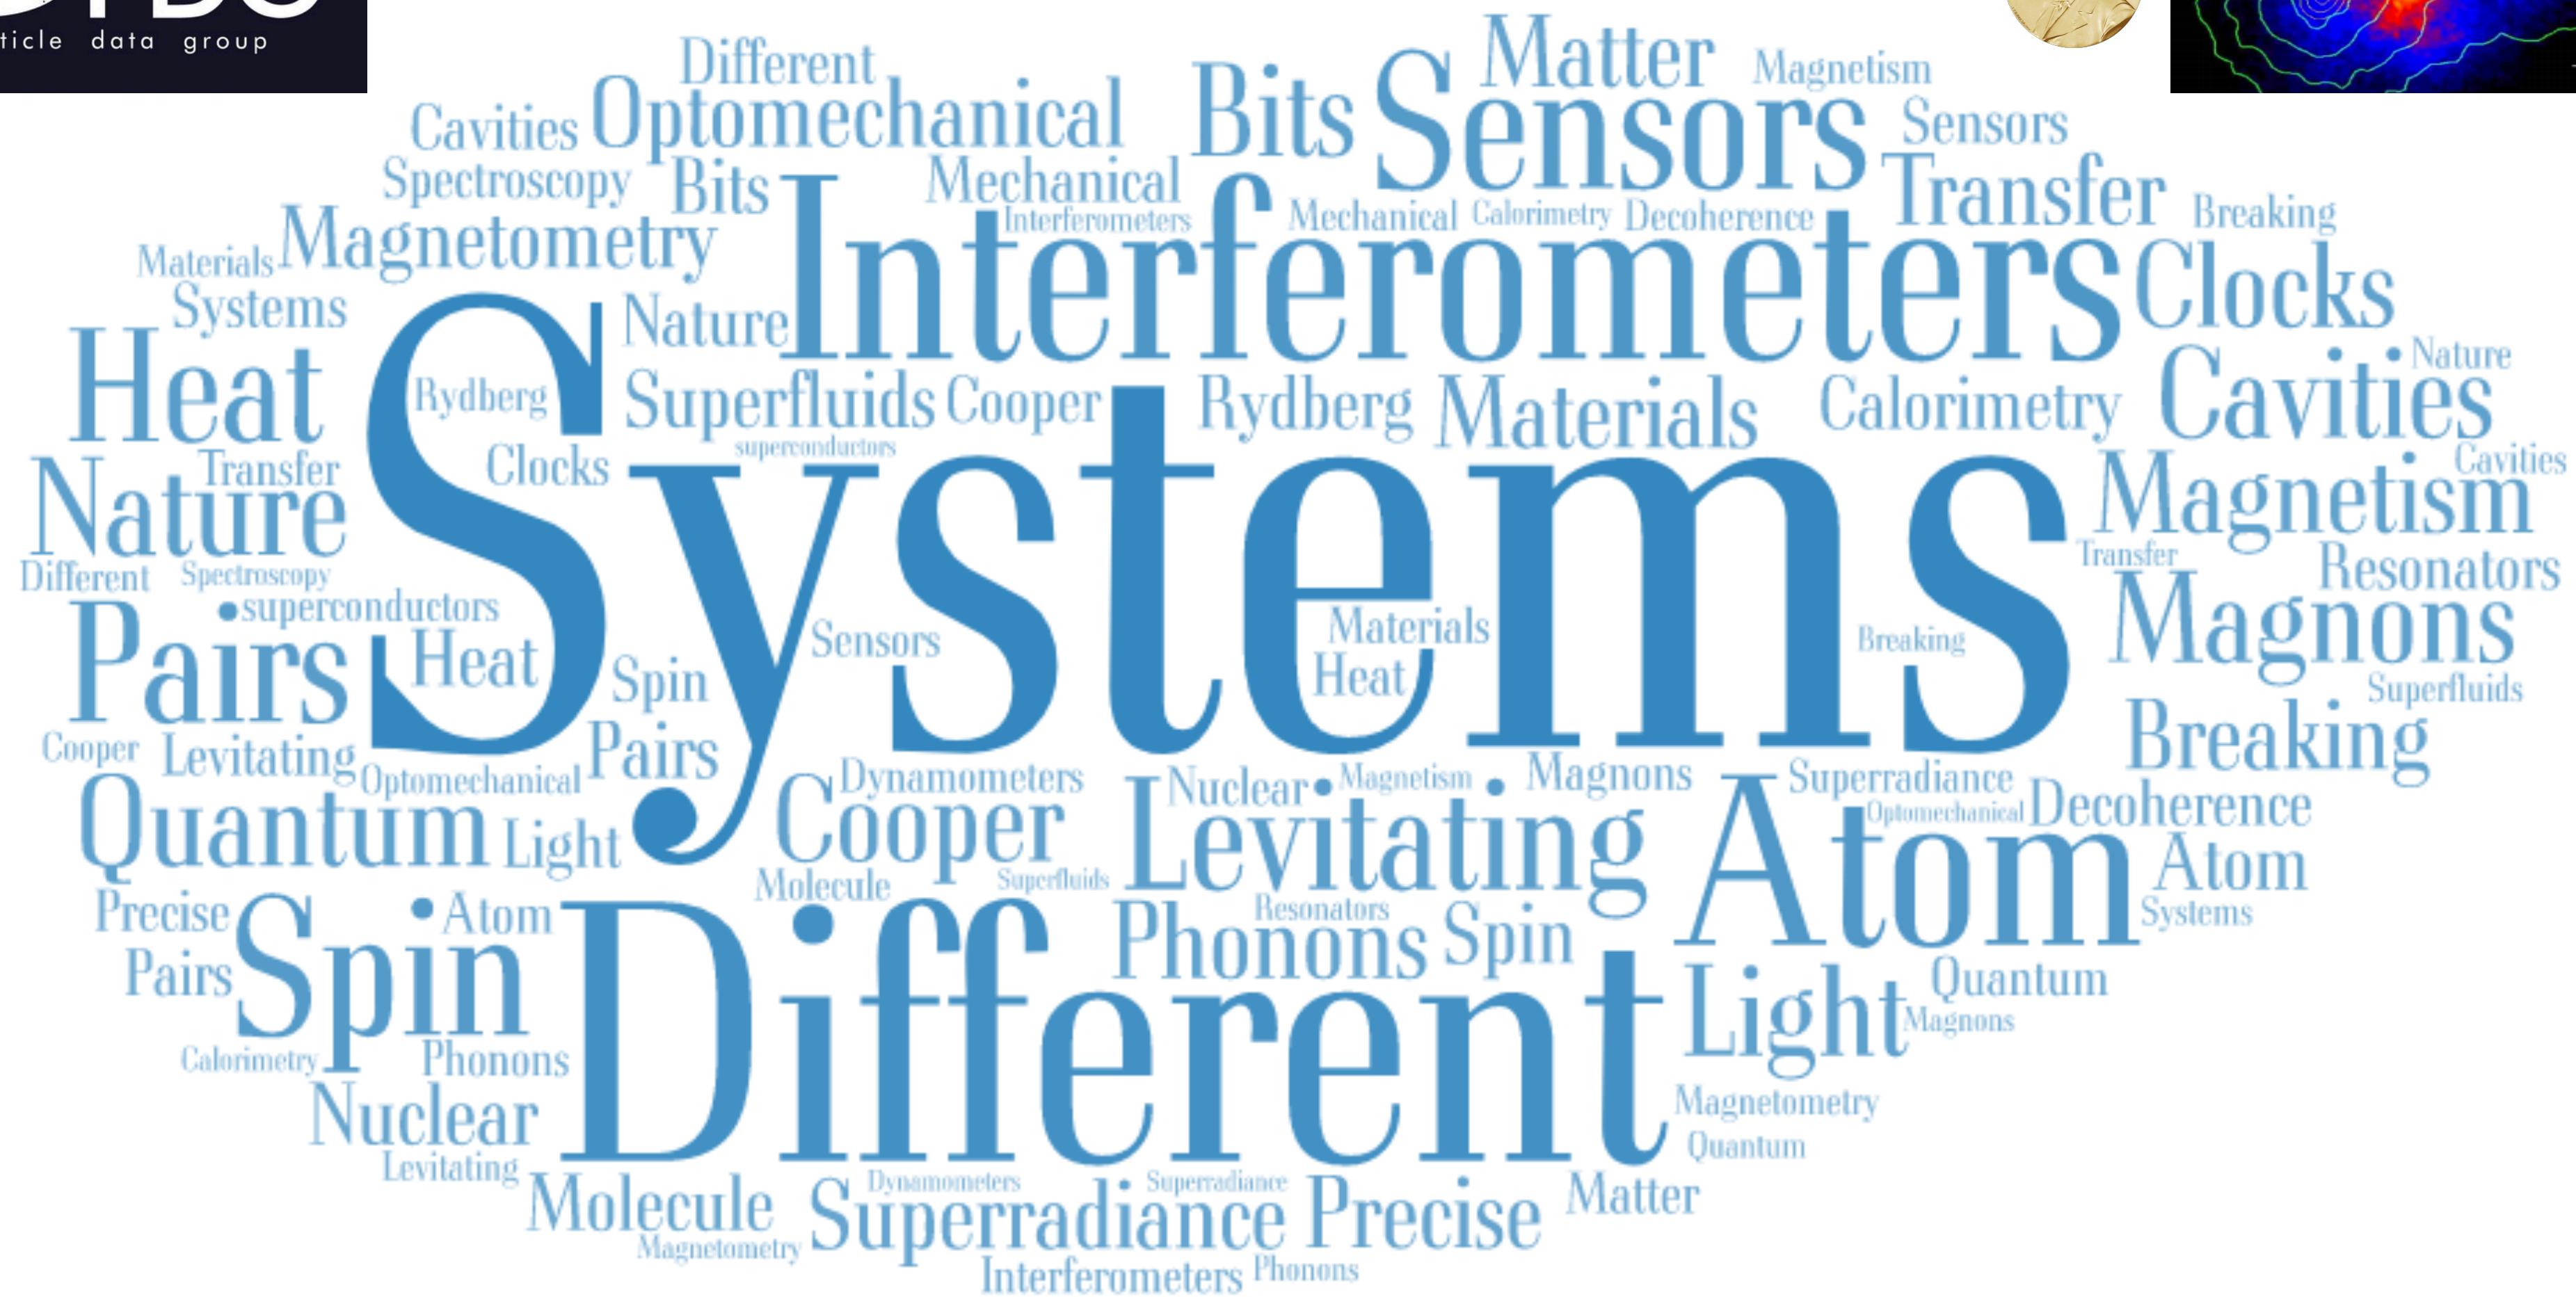 ticle data group
Different
Matter
Magnetism
Cavities
Optomechanical
Bits
Sensors
Sensors
Spectroscopy
Bits
Mechanical
Transfer
Breaking
Interferometers
Mechanical
Calorimetry
Decoherence
Materials
Magnetometry
Interferometers
Clocks
Systems
Nature
Nature
Heat
Rydberg
Superfluids
Cooper
Rydberg
Materials
Calorimetry
Cavities
superconductors
Cavities
Transfer
Clocks
Nature
Systems
Magnetism
Transfer
Different
Spectroscopy
Resonators
superconductors
Pairs
Heat
Spin
Sensors
Materials
Heat
Breaking
Magnons
Superfluids
Cooper
Levitating
Optomechanical
Pairs
Breaking
Dynamometers
Nuclear
Magnetism
Magnons
Superradiance
Optomechanical
Decoherence
Quantum
Light
Cooper
Levitating
Atom
Atom
Molecule
Superfluids
Resonators
Precise
Atom
Systems
Pairs
Spin
Phonons
Spin
Quantum
Different
Light
Magnons
Calorimetry
Phonons
Nuclear
Magnetometry
Quantum
Levitating
Molecule
Dynamometers
Superradiance
Superradiance
Precise
Matter
Magnetometry
Interferometers
Phonons